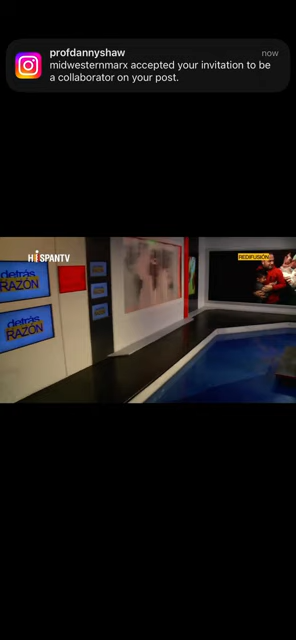 profdannyshaw
now
midwesternmarx accepted your invitation to be
a collaborator on your post.
HISPANTV
REDIFUSIÓN
detrás
RAZÓN
detrás
RAZÓN